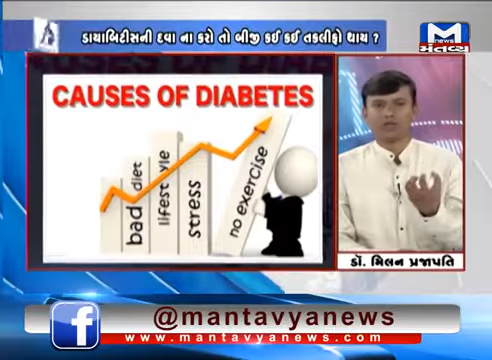 ડાયાબિટીસની દવા ના કરો તો બીજી કઈ કઈ તકલીફો થાય ?
M
મંતવ્ય
news
CAUSES OF DIABETES
bad diet
lifestyle
stress
no exercise
ડૉ. મિલન પ્રજાપતિ
f
@mantavyanews
www.mantavyanews.com